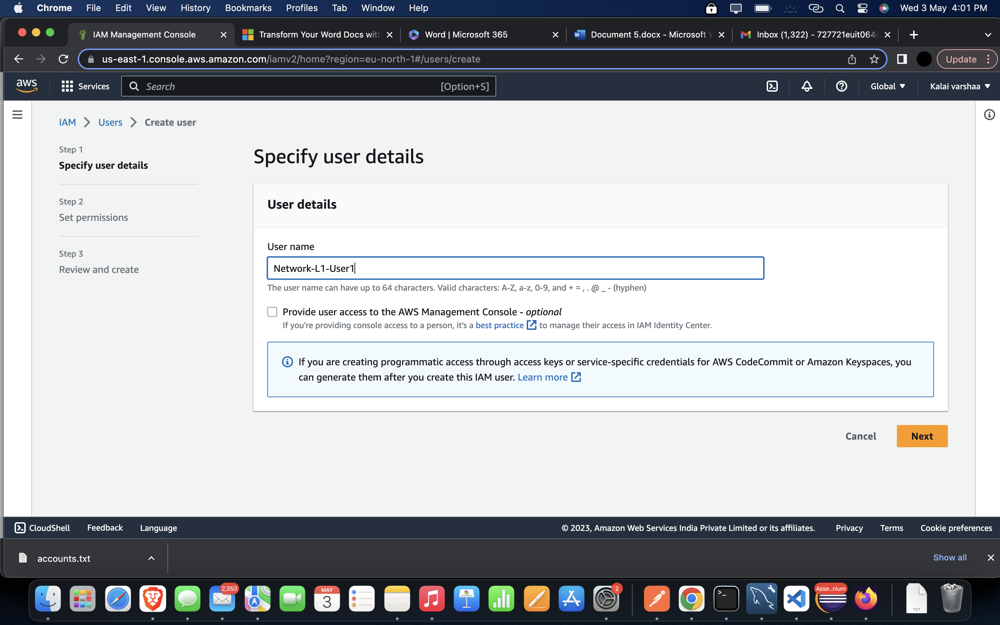 Chrome File Edit View History Bookmarks Profiles Tab Window Help Wed 3 May 4:01 PM
IAM Management Console Transform Your Word Docs with Word | Microsoft 365 Document 5.docx - Microsoft W Inbox (1,322) - 727721euit064@
us-east-1.console.aws.amazon.com/iamv2/home?region=eu-north-1#/users/create Update
aws Services Search [Option+S] Global Kalai varshaa
IAM Users Create user
Step 1
Specify user details
Step 2
Set permissions
Step 3
Review and create
Specify user details
User details
User name
Network-L1-User1
The user name can have up to 64 characters. Valid characters: A-Z, a-z, 0-9, and + = , . @ _ - (hyphen)
Provide user access to the AWS Management Console - optional
If you're providing console access to a person, it's a best practice to manage their access in IAM Identity Center.
If you are creating programmatic access through access keys or service-specific credentials for AWS CodeCommit or Amazon Keyspaces, you
can generate them after you create this IAM user. Learn more
Cancel Next
CloudShell Feedback Language © 2023, Amazon Web Services India Private Limited or its affiliates. Privacy Terms Cookie preferences
accounts.txt Show all
2,353 MAY 2 Asse...nium
3
TXT